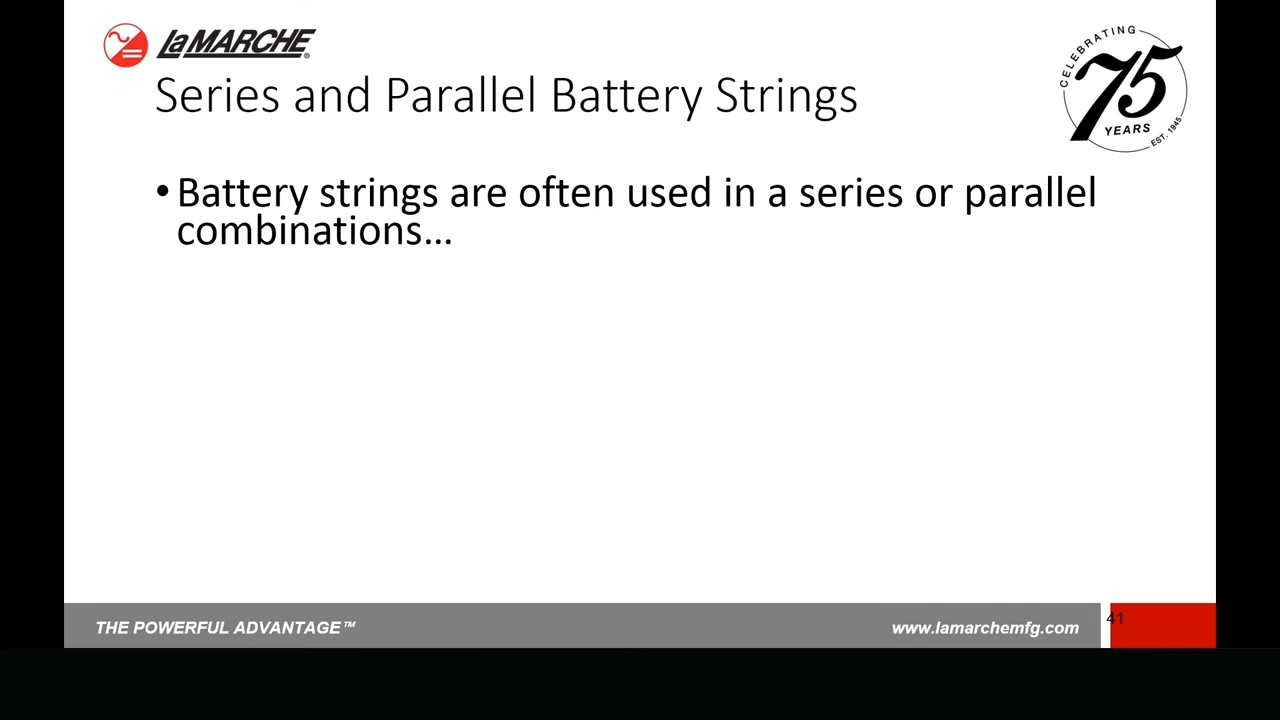 LaMARCHE®
CELEBRATING
75
YEARS
EST. 1945
Series and Parallel Battery Strings
•Battery strings are often used in a series or parallel
combinations...
THE POWERFUL ADVANTAGE™
www.lamarchemfg.com
41